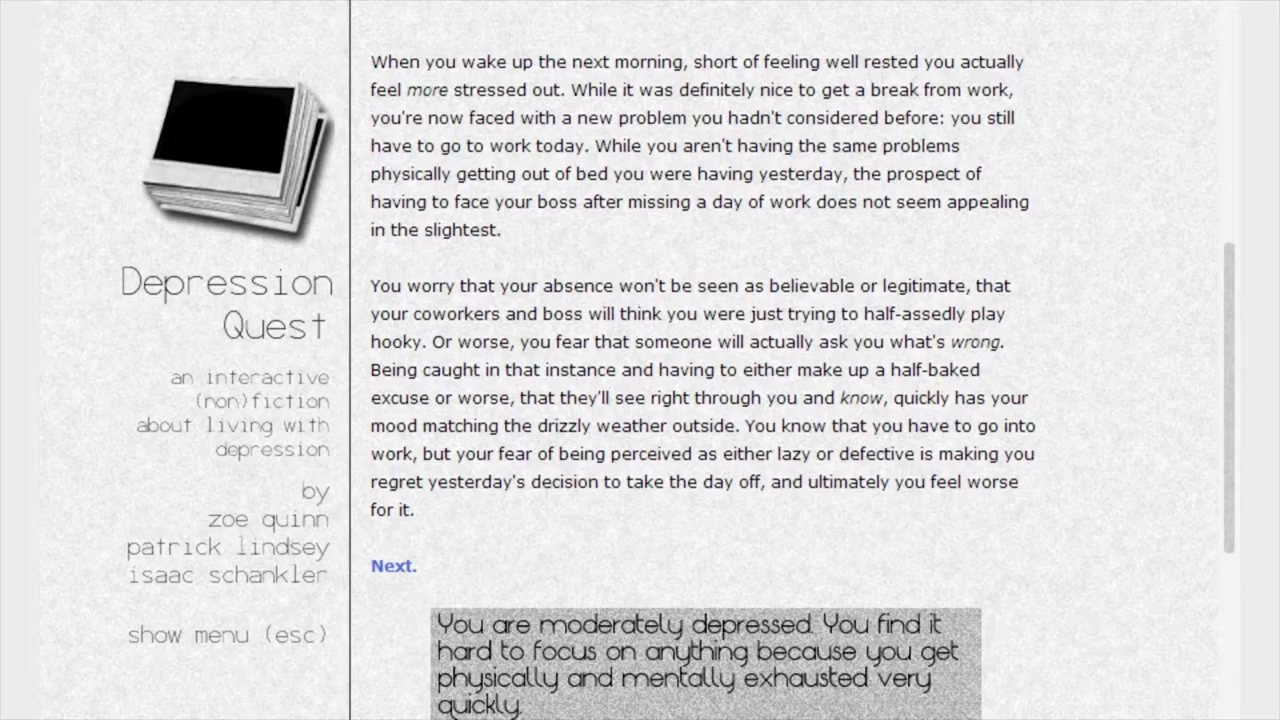 Depression
Quest
an interactive
(non)fiction
about living with
depression
by
zoe quinn
patrick lindsey
isaac schankler
show menu (esc)
When you wake up the next morning, short of feeling well rested you actually
feel more stressed out. While it was definitely nice to get a break from work,
you're now faced with a new problem you hadn't considered before: you still
have to go to work today. While you aren't having the same problems
physically getting out of bed you were having yesterday, the prospect of
having to face your boss after missing a day of work does not seem appealing
in the slightest.
You worry that your absence won't be seen as believable or legitimate, that
your coworkers and boss will think you were just trying to half-assedly play
hooky. Or worse, you fear that someone will actually ask you what's wrong.
Being caught in that instance and having to either make up a half-baked
excuse or worse, that they'll see right through you and know, quickly has your
mood matching the drizzly weather outside. You know that you have to go into
work, but your fear of being perceived as either lazy or defective is making you
regret yesterday's decision to take the day off, and ultimately you feel worse
for it.
Next.
You are moderately depressed. You find it
hard to focus on anything because you get
physically and mentally exhausted very
quickly.